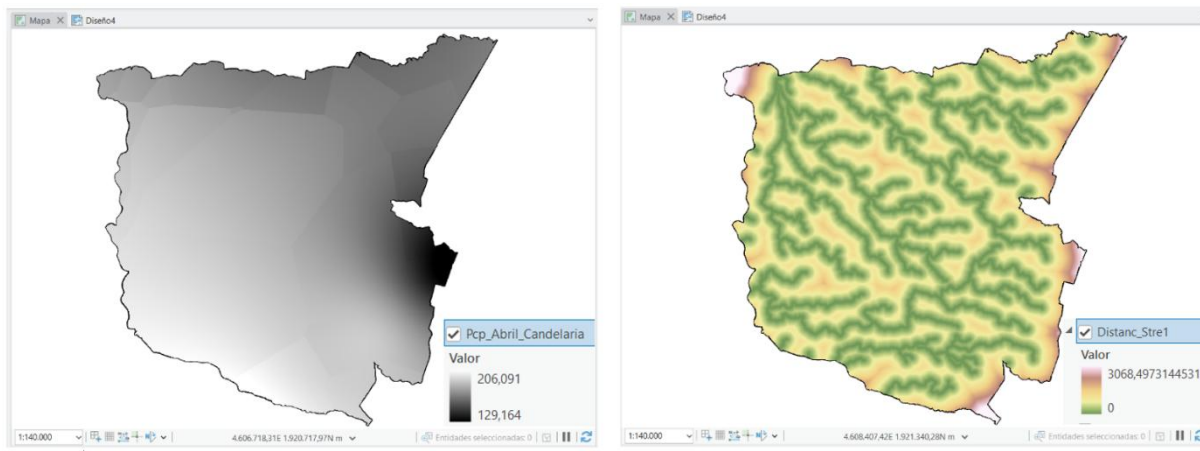 Mapa Diseño4
Pcp_Abril_Candelaria
Valor
206,091
129,164
1:140.000 4.606.718,31E 1.920.717,97N m Entidades seleccionadas: 0
Mapa Diseño4
Distanc_Stre1
Valor
3068,4973144531
0
1:140.000 4.608.407,42E 1.921.340,28N m Entidades seleccionadas: 0